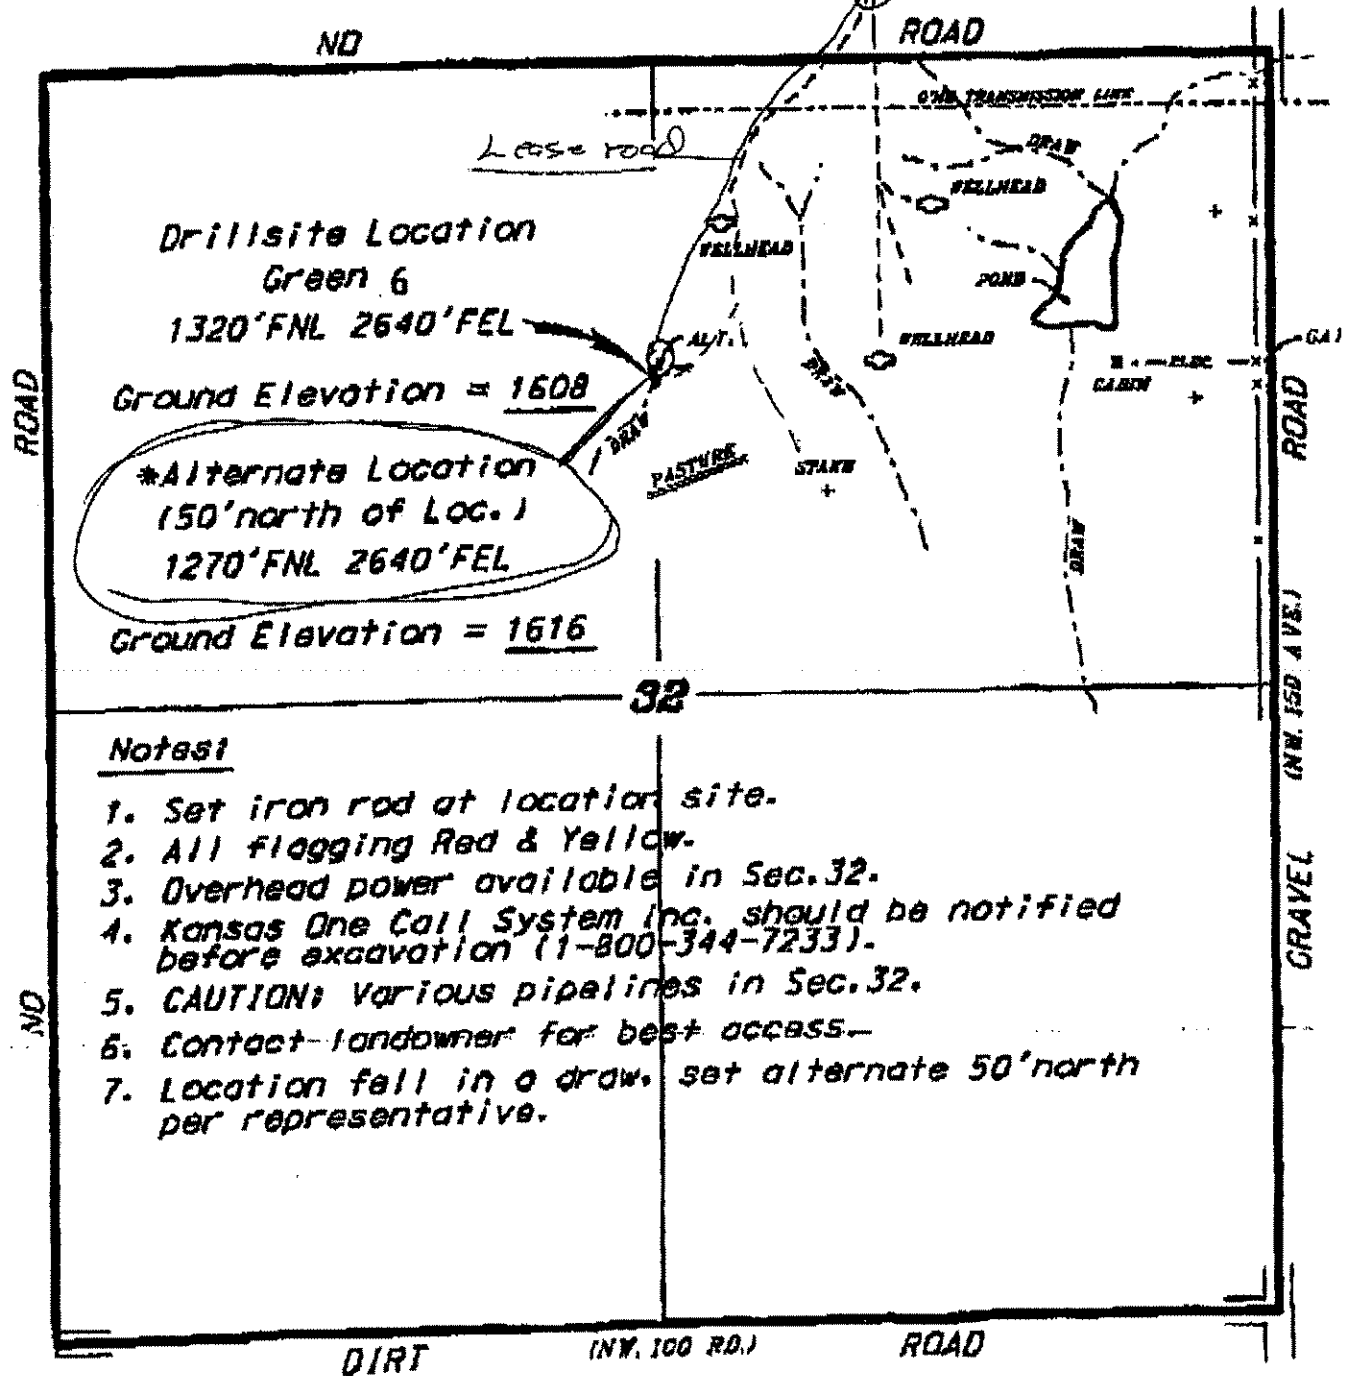 NO ROAD
O'HD TRANSMISSION LINE
Lease road
DRAW
WELLHEAD
WELLHEAD
Drillsite Location
Green 6
1320'FNL 2640'FEL
POND
ALT.
WELLHEAD
DRAW
ELEC.
CABIN
Ground Elevation = 1608
ROAD
ROAD
DRAW
PASTURE
STAKE
*Alternate Location
(50'north of Loc.)
1270'FNL 2640'FEL
DRAW
Ground Elevation = 1616
32
(NW. 150 AVE.)
Notes:
1. Set iron rod at location site.
2. All flagging Red & Yellow.
3. Overhead power available in Sec.32.
4. Kansas One Call System Inc. should be notified
before excavation (1-800-344-7233).
5. CAUTION: Various pipelines in Sec.32.
6. Contact landowner for best access.
7. Location fell in a draw, set alternate 50'north
per representative.
NO
GRAVEL
DIRT (NW. 100 RD.) ROAD